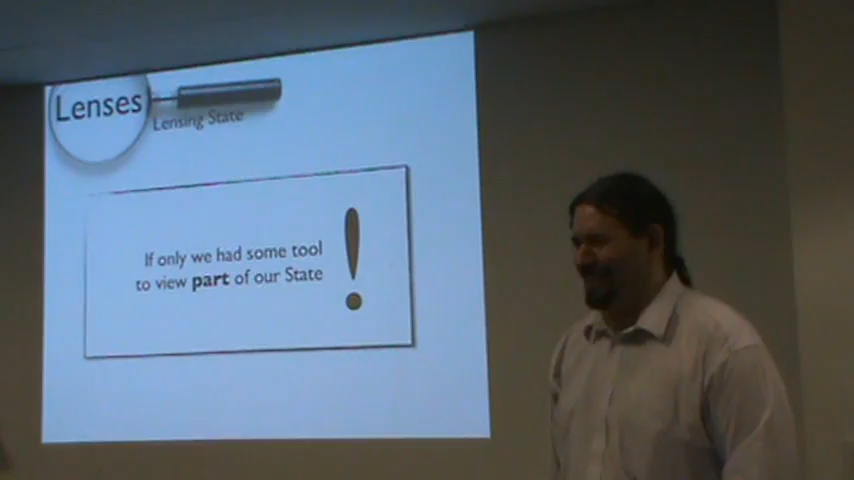 Lenses
Lensing State
If only we had some tool
to view part of our State
!